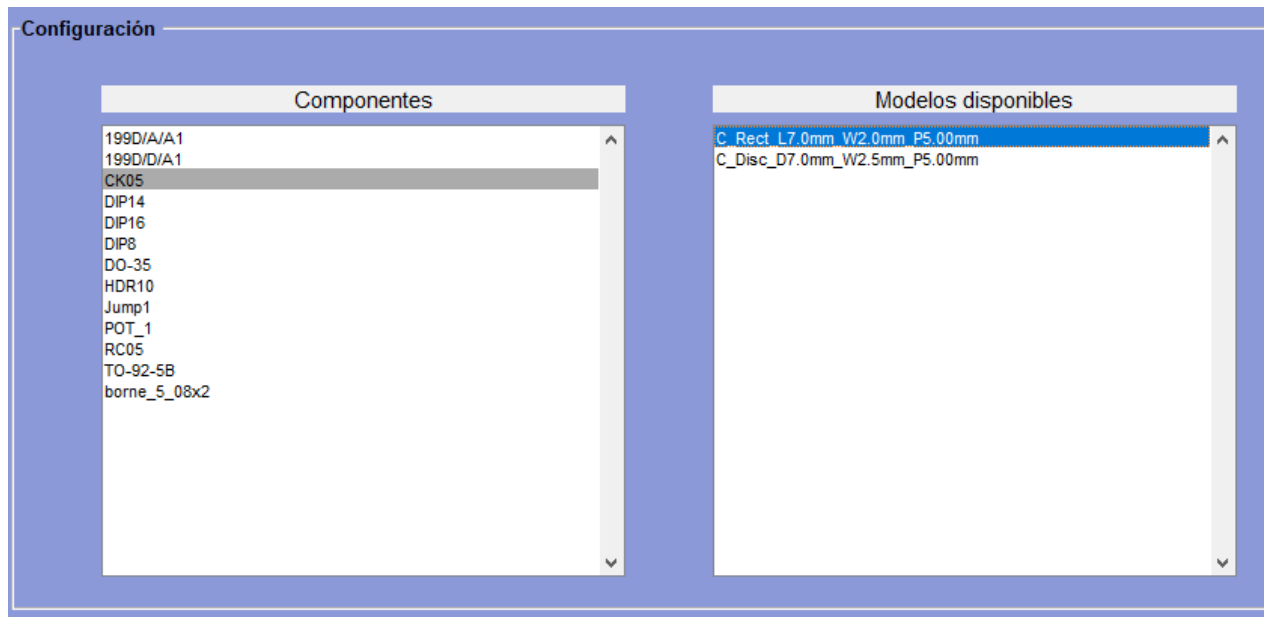 Configuración
Componentes
199D/A/A1
199D/D/A1
CK05
DIP14
DIP16
DIP8
DO-35
HDR10
Jump1
POT_1
RC05
TO-92-5B
borne_5_08x2
Modelos disponibles
C_Rect_L7.0mm_W2.0mm_P5.00mm
C_Disc_D7.0mm_W2.5mm_P5.00mm